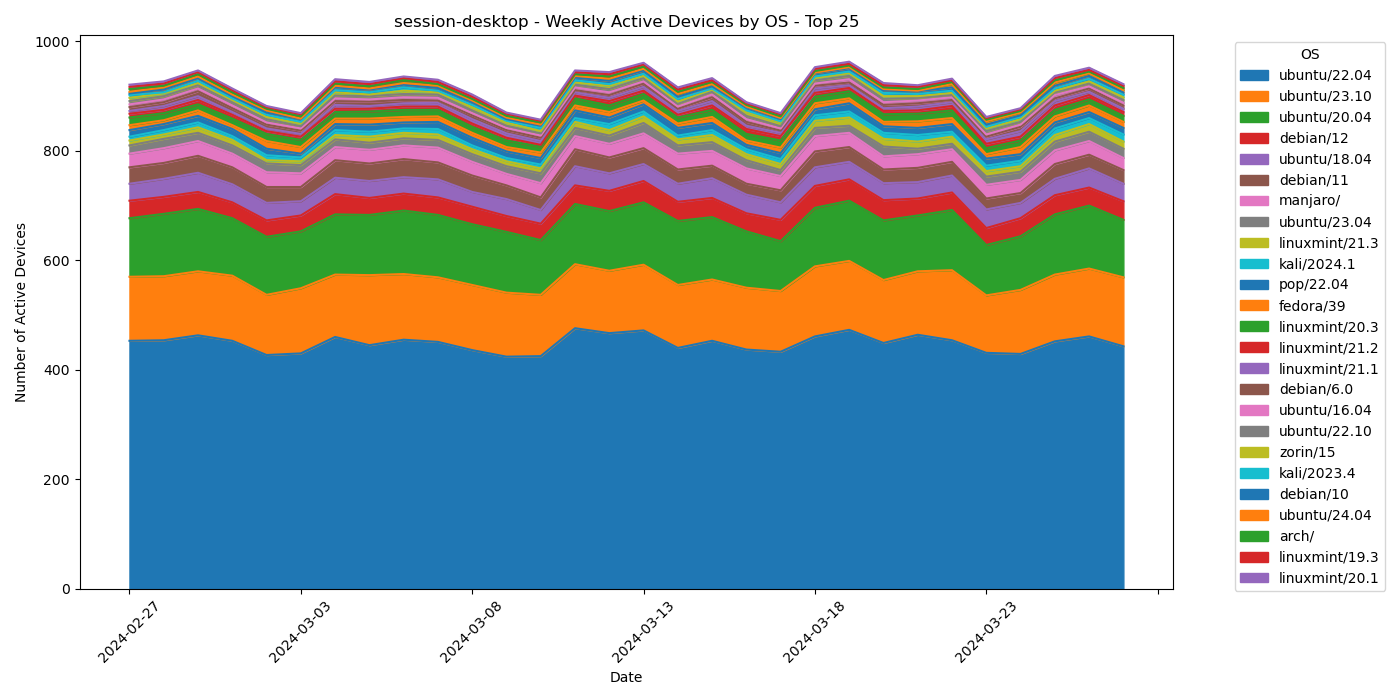 session-desktop - Weekly Active Devices by OS - Top 25
Number of Active Devices
1000
800
600
400
200
0
2024-02-27
2024-03-03
2024-03-08
2024-03-13
2024-03-18
2024-03-23
Date
OS
ubuntu/22.04
ubuntu/23.10
ubuntu/20.04
debian/12
ubuntu/18.04
debian/11
manjaro/
ubuntu/23.04
linuxmint/21.3
kali/2024.1
pop/22.04
fedora/39
linuxmint/20.3
linuxmint/21.2
linuxmint/21.1
debian/6.0
ubuntu/16.04
ubuntu/22.10
zorin/15
kali/2023.4
debian/10
ubuntu/24.04
arch/
linuxmint/19.3
linuxmint/20.1